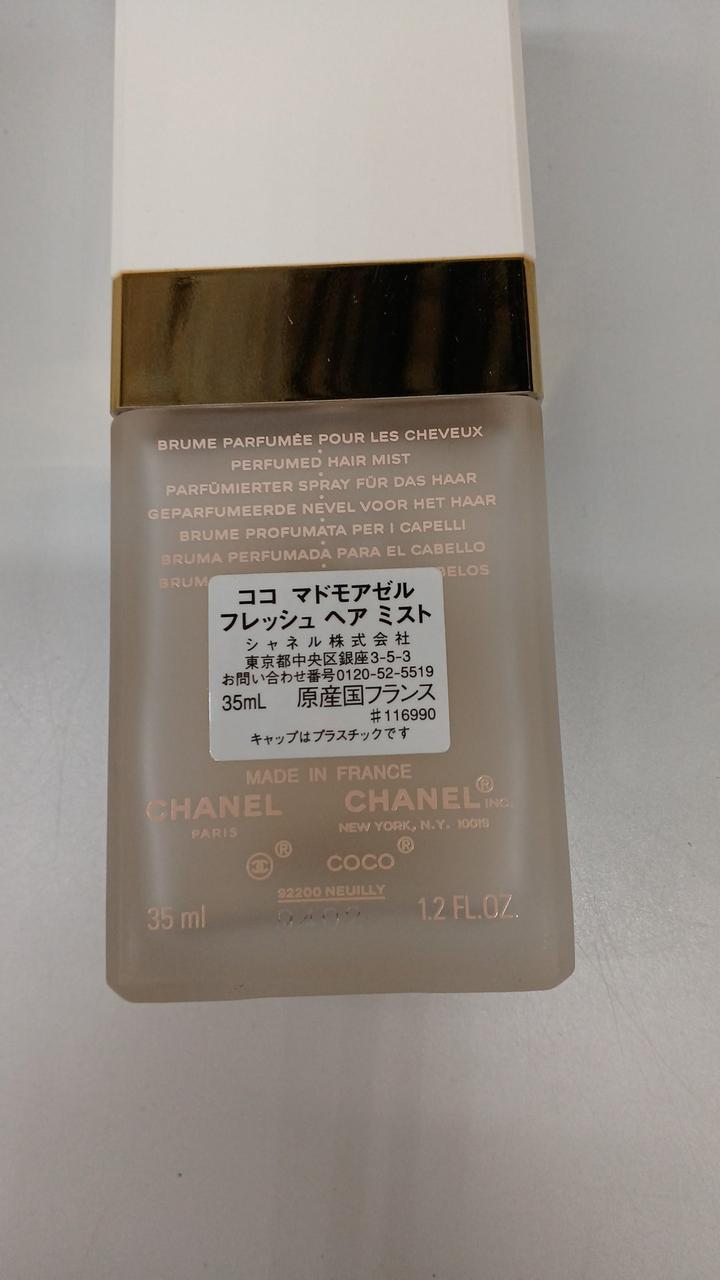 BRUME PARFUMÉE POUR LES CHEVEUX
PERFUMED HAIR MIST
PARFÜMIERTER SPRAY FÜR DAS HAAR
GEPARFUMEERDE NEVEL VOOR HET HAAR
BRUME PROFUMATA PER I CAPELLI
BRUMA PERFUMADA PARA EL CABELLO
BRUM BELOS
ココ マドモアゼル
フレッシュ ヘア ミスト
シャネル株式会社
東京都中央区銀座3-5-3
お問い合わせ番号0120-52-5519
35mL 原産国フランス
♯116990
キャップはプラスチックです
MADE IN FRANCE
CHANEL CHANEL® INC.
PARIS NEW YORK, N.Y. 10019
® COCO®
92200 NEUILLY
35 ml 1.2 FL.OZ.